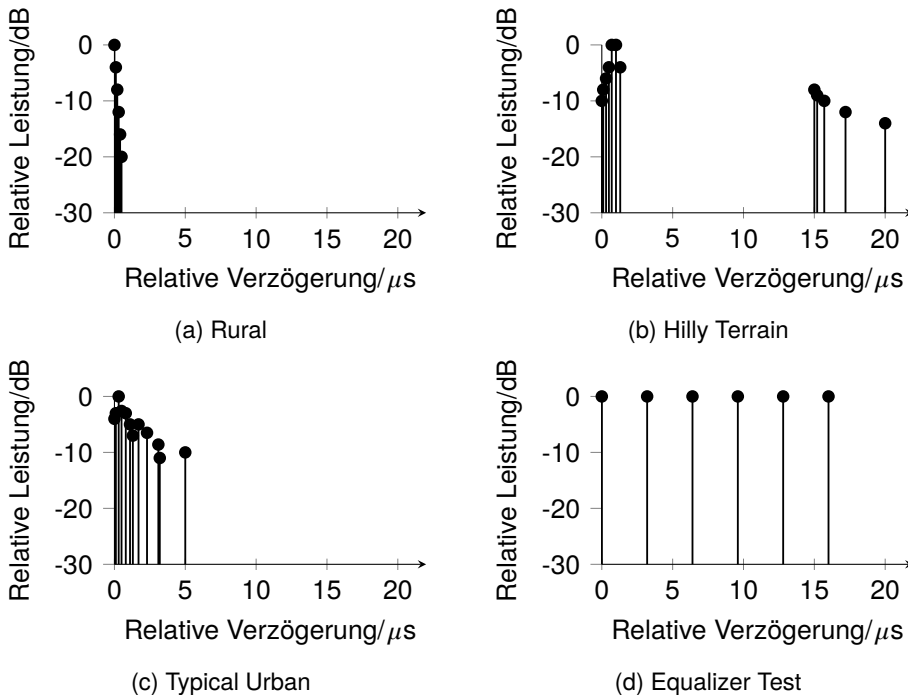 Relative Leistung/dB
0
-10
-20
-30
0 5 10 15 20
Relative Verzögerung/μs
(a) Rural
Relative Leistung/dB
0
-10
-20
-30
0 5 10 15 20
Relative Verzögerung/μs
(b) Hilly Terrain
Relative Leistung/dB
0
-10
-20
-30
0 5 10 15 20
Relative Verzögerung/μs
(c) Typical Urban
Relative Leistung/dB
0
-10
-20
-30
0 5 10 15 20
Relative Verzögerung/μs
(d) Equalizer Test